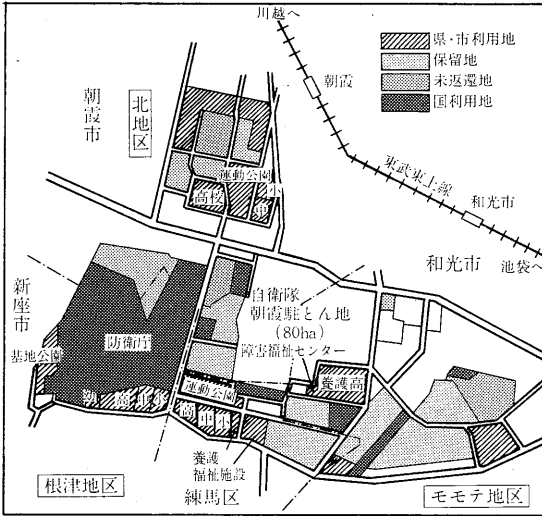 川越へ
県・市利用地
保留地
未返還地
国利用地
朝霞
朝霞市
北地区
東武東上線
運動公園
小
高校
中
和光市
池袋へ
和光市
新座市
自衛隊
朝霞駐とん地
(80ha)
障害福祉センター
防衛庁
基地公園
養護高
運動公園
高
中
小
養護
福祉施設
根津地区
練馬区
モモテ地区